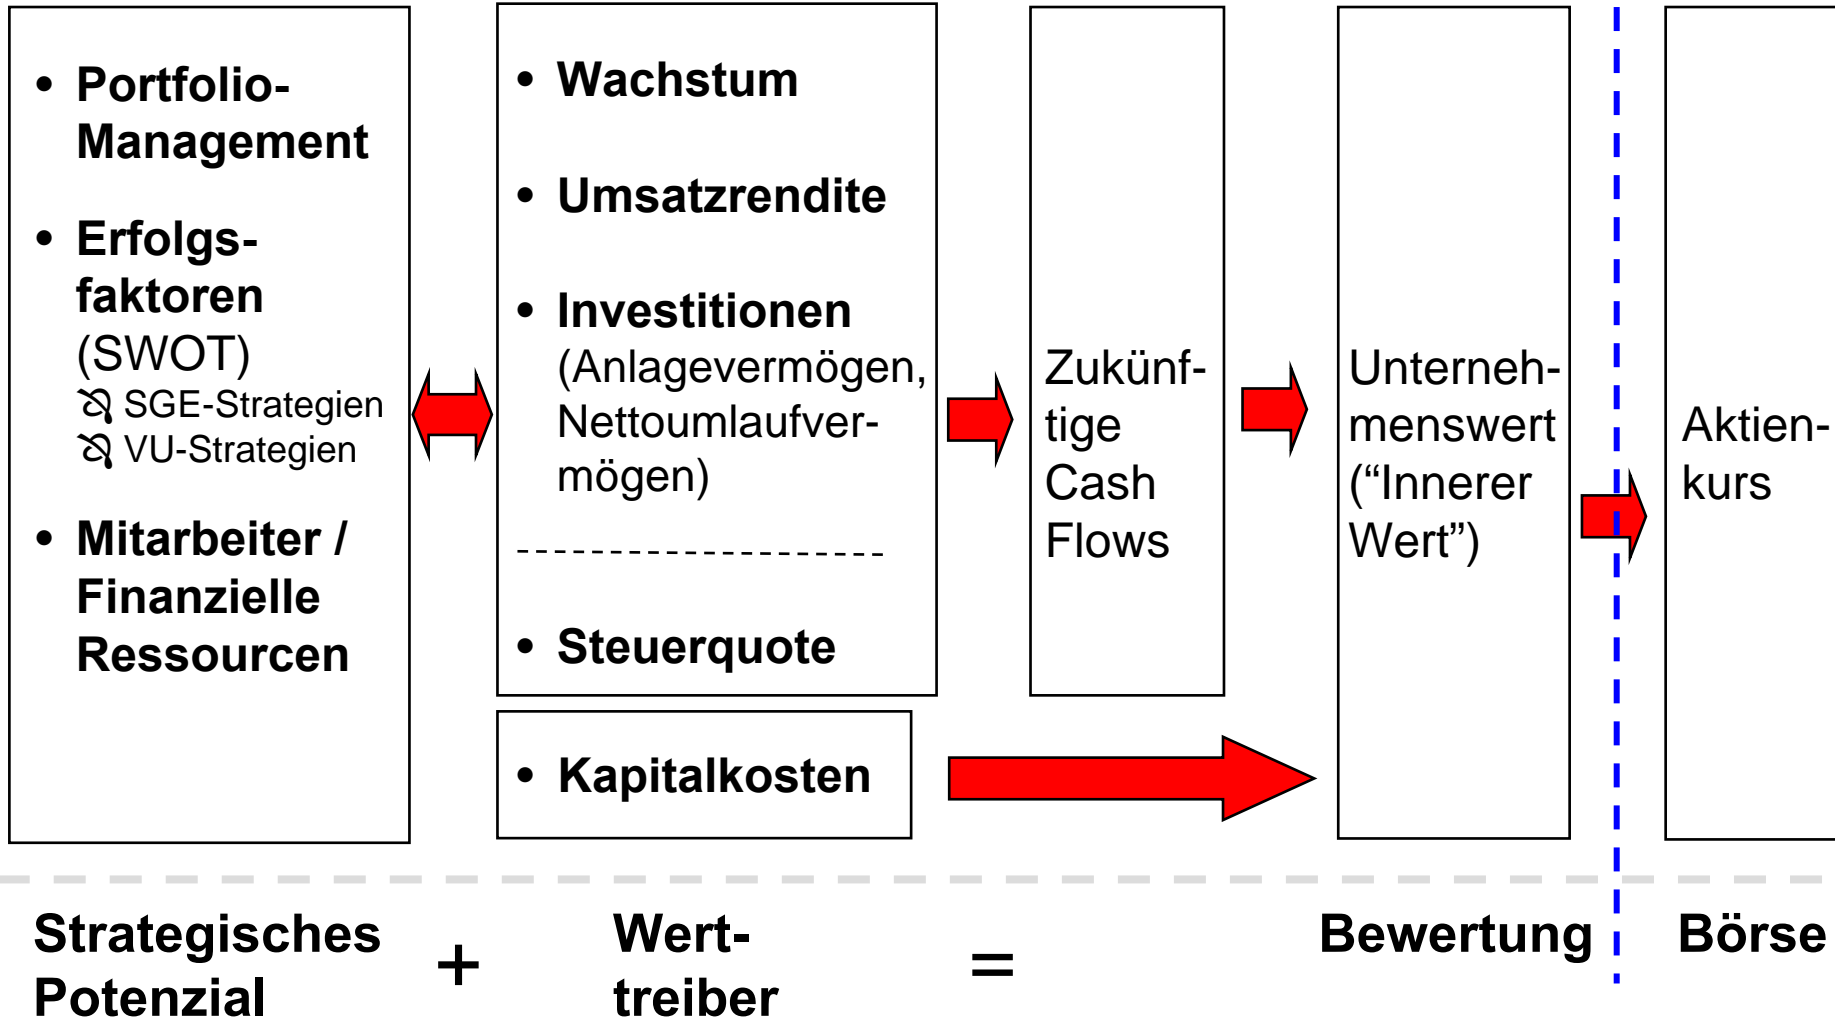 • Portfolio-
Management
• Erfolgs-
faktoren
(SWOT)
SGE-Strategien
VU-Strategien
• Mitarbeiter /
Finanzielle
Ressourcen
• Wachstum
• Umsatzrendite
• Investitionen
(Anlagevermögen,
Nettoumlaufver-
mögen)
• Steuerquote
• Kapitalkosten
Zukünf-
tige
Cash
Flows
Unterneh-
menswert
(“Innerer
Wert”)
Aktien-
kurs
Strategisches
Potenzial
+
Wert-
treiber
=
Bewertung
Börse